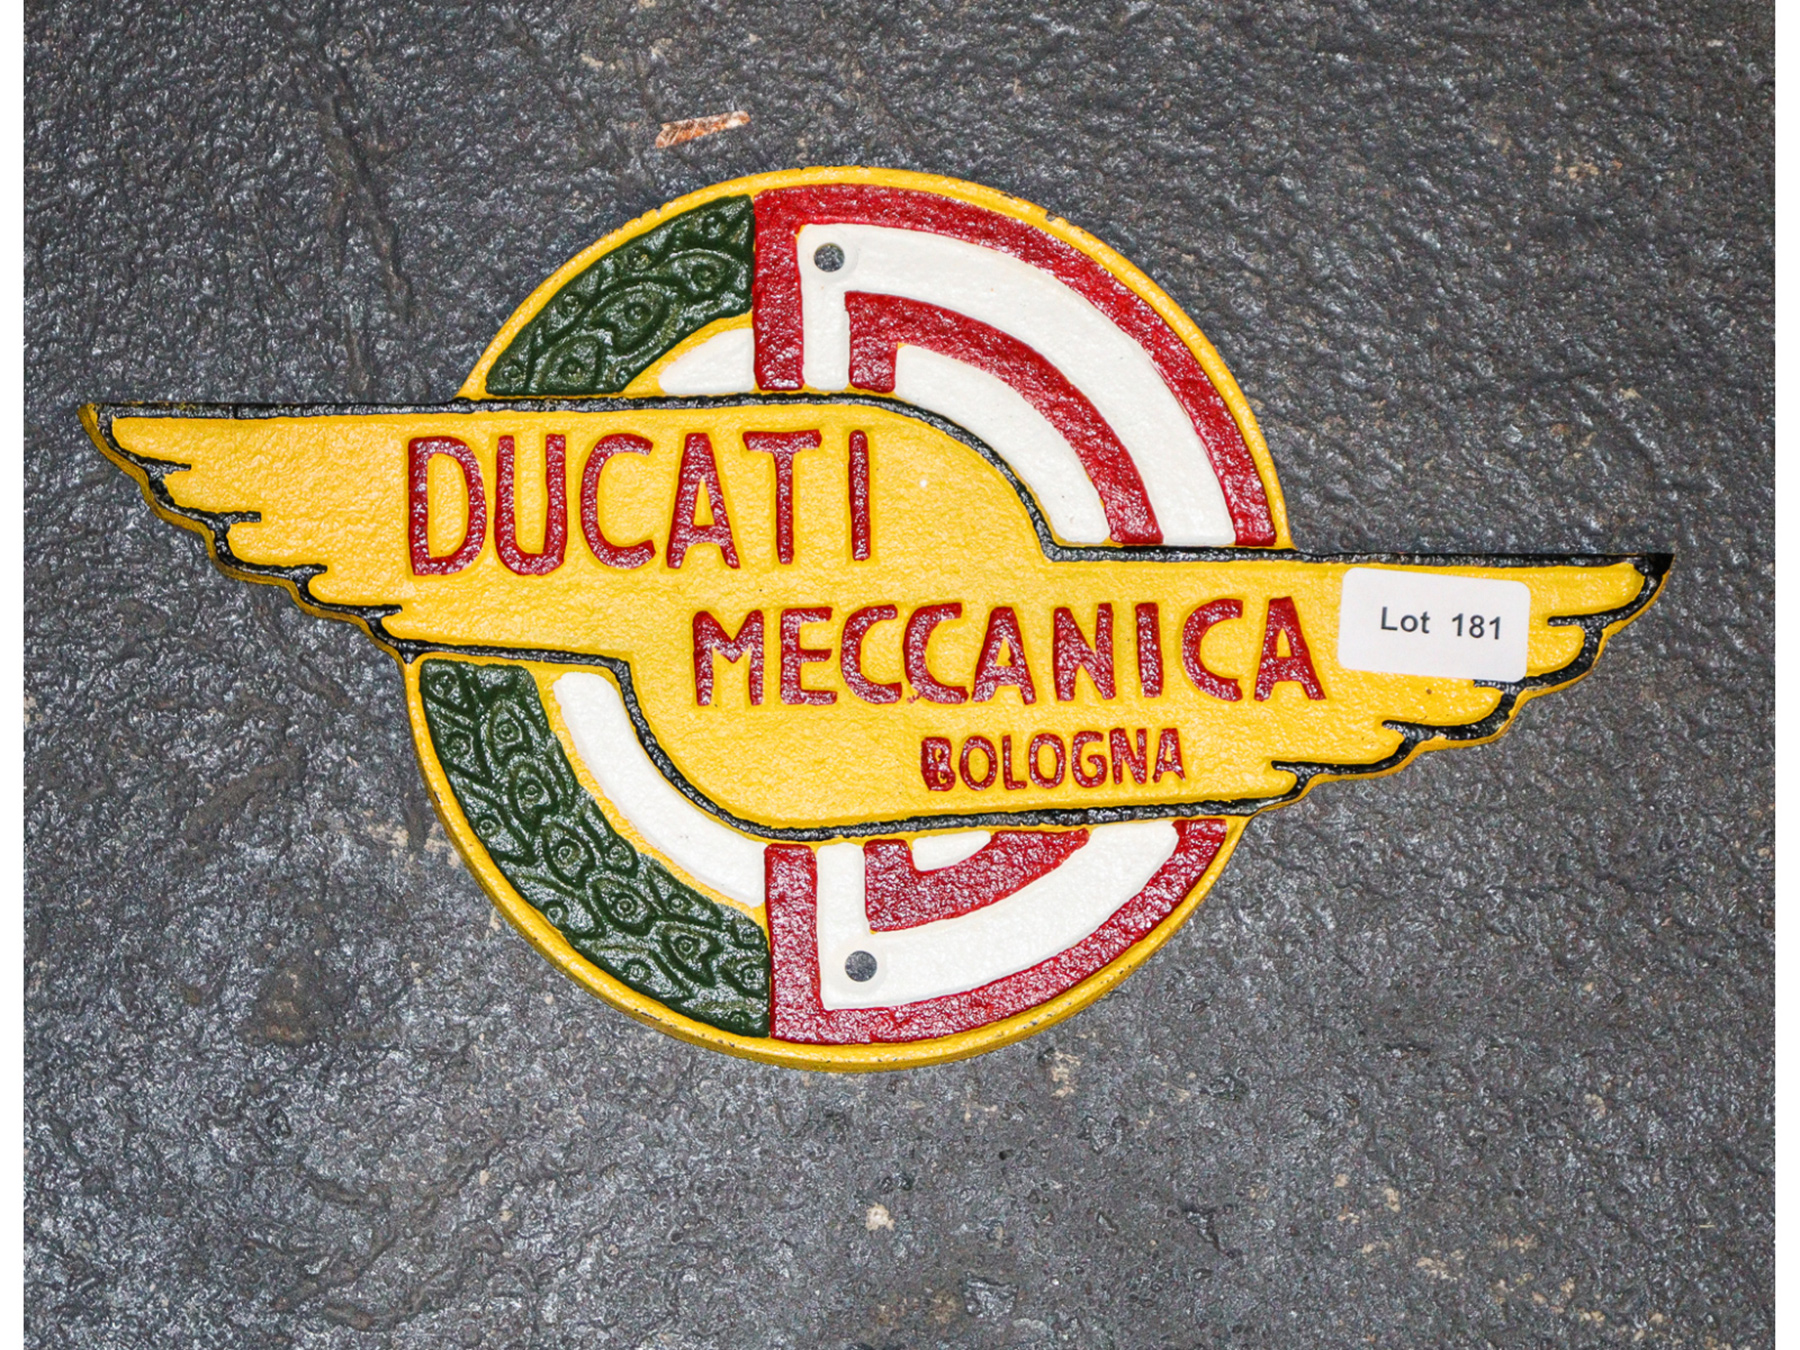 DUCATI
MECCANICA
BOLOGNA
Lot 181